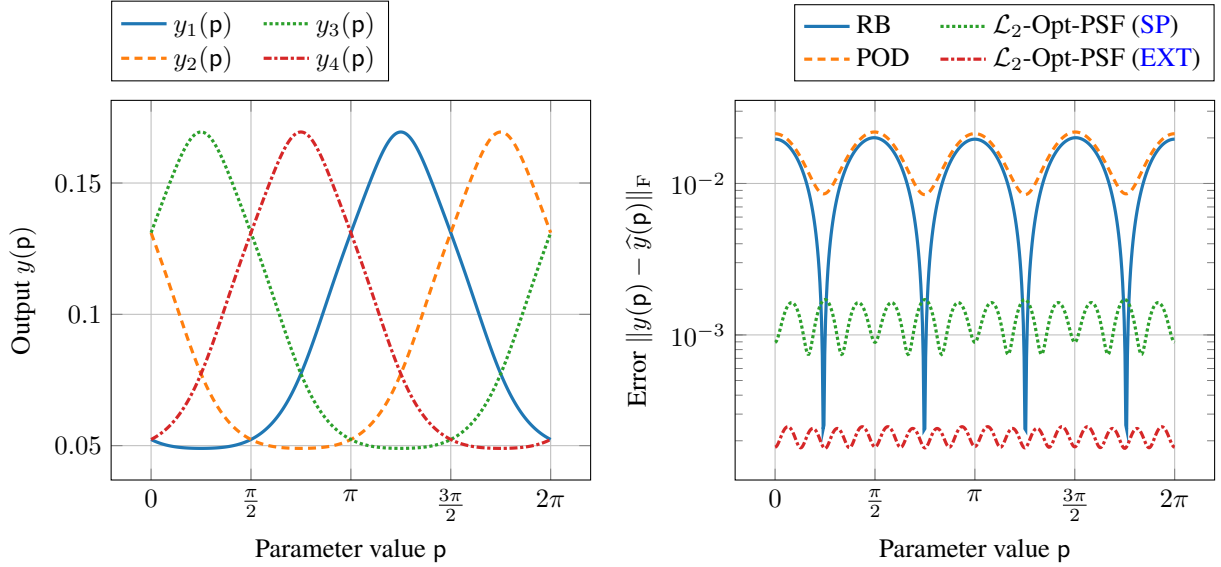 y₁(p) y₃(p)
y₂(p) y₄(p)
0.15
0.1
0.05
Output y(p)
0 π/2 π 3π/2 2π
Parameter value p
RB ℒ₂-Opt-PSF (SP)
POD ℒ₂-Opt-PSF (EXT)
10⁻²
10⁻³
Error ||y(p) − ŷ(p)||_F
0 π/2 π 3π/2 2π
Parameter value p